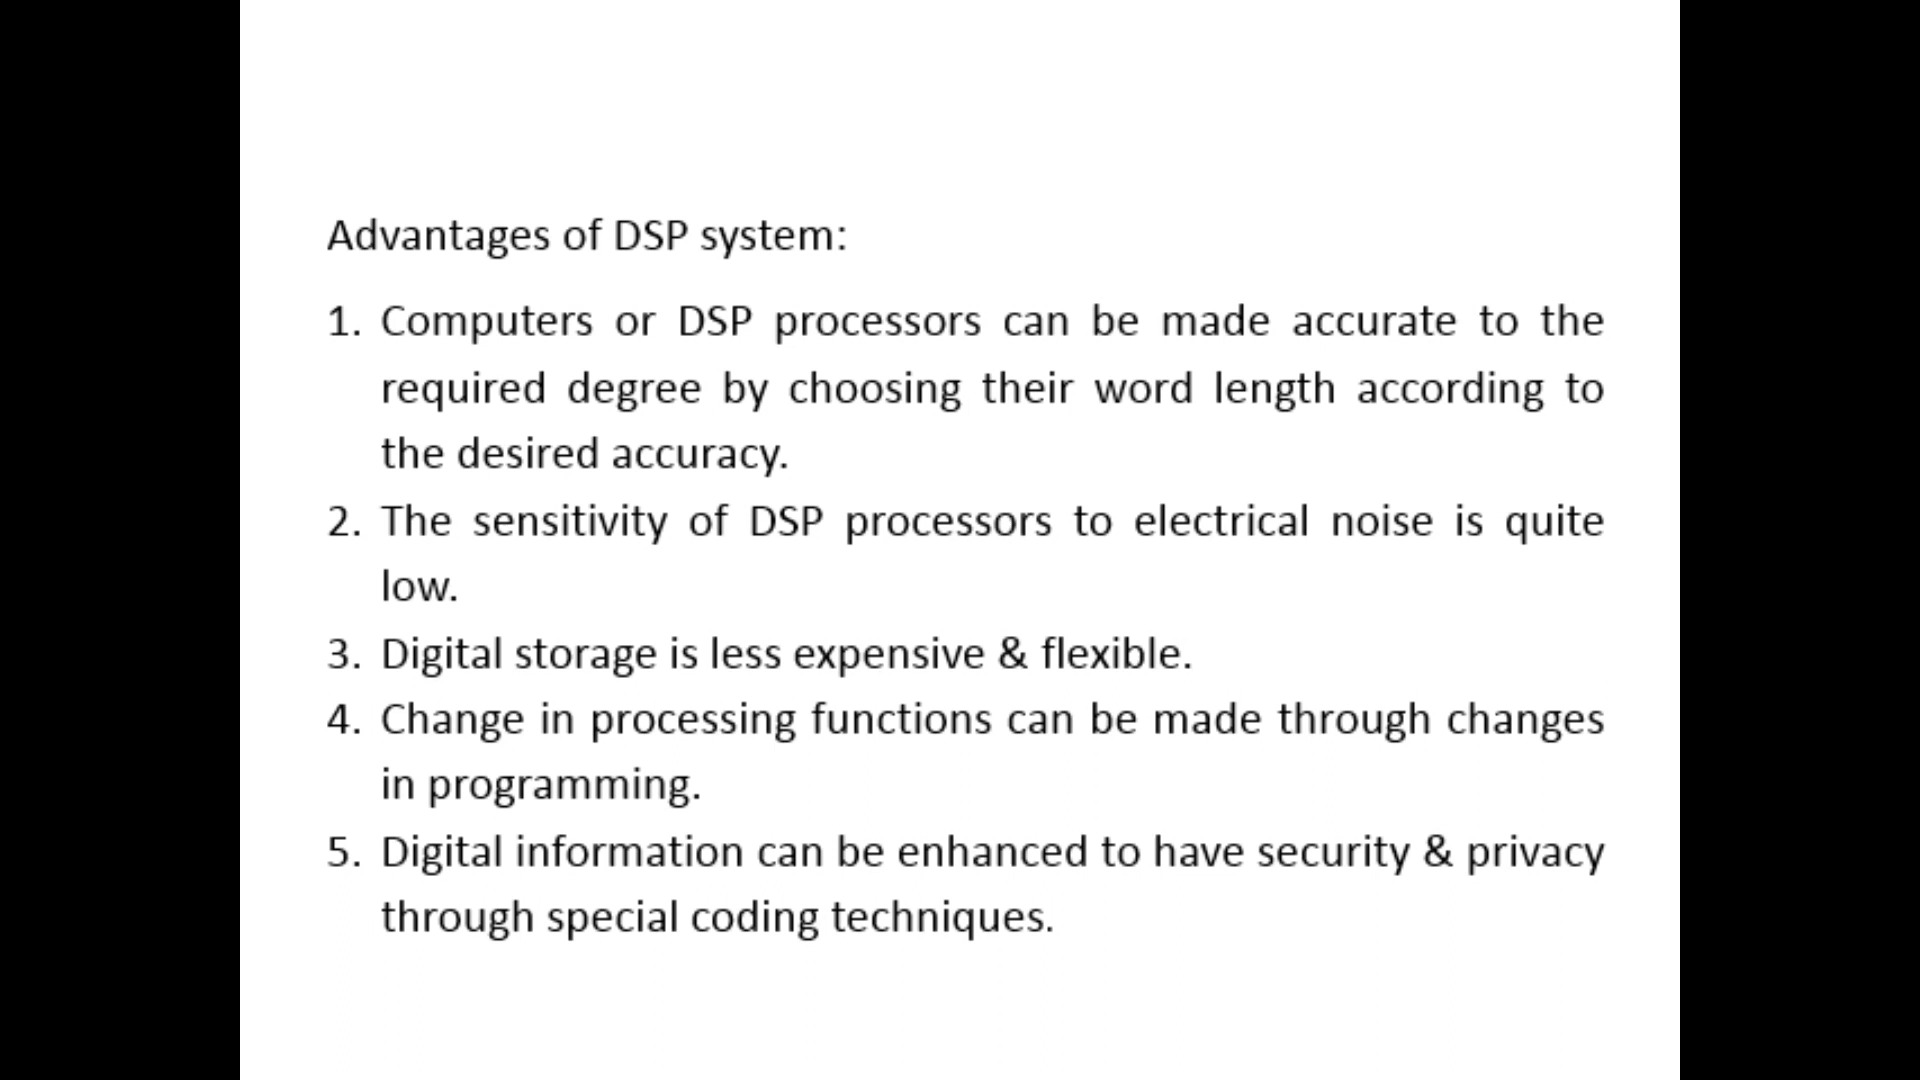 Advantages of DSP system:
1. Computers or DSP processors can be made accurate to the
required degree by choosing their word length according to
the desired accuracy.
2. The sensitivity of DSP processors to electrical noise is quite
low.
3. Digital storage is less expensive & flexible.
4. Change in processing functions can be made through changes
in programming.
5. Digital information can be enhanced to have security & privacy
through special coding techniques.